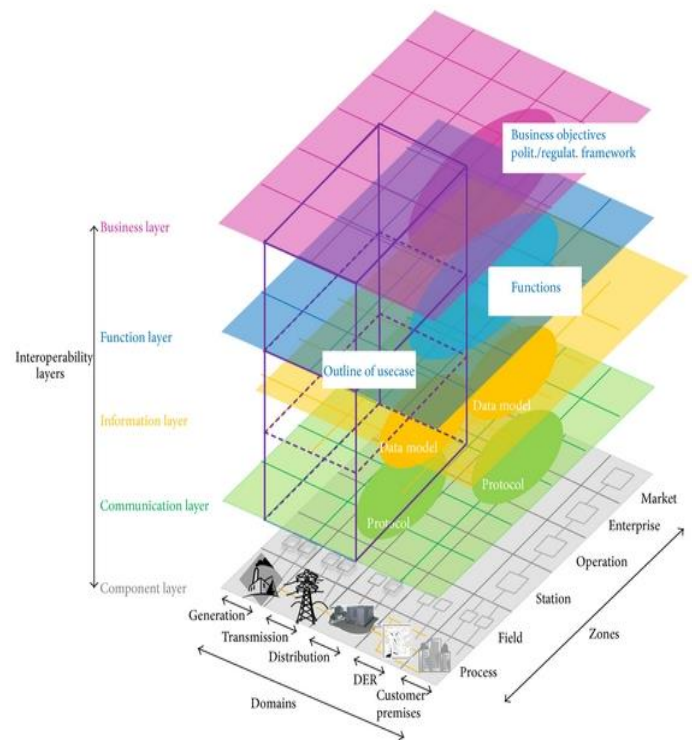 Business objectives
polit./regulat. framework
Business layer
Functions
Function layer
Interoperability
layers
Outline of usecase
Data model
Information layer
Data model
Protocol
Communication layer
Protocol
Market
Enterprise
Operation
Component layer
Station
Generation
Transmission
Field
Zones
Distribution
DER
Process
Customer
premises
Domains